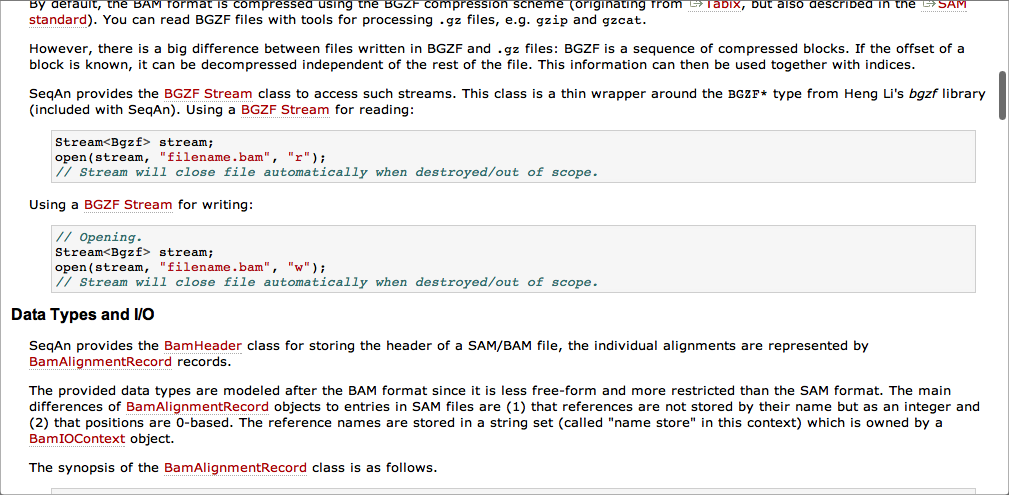 By default, the BAM format is compressed using the BGZF compression scheme (originating from Tabix, but also described in the SAM
standard). You can read BGZF files with tools for processing .gz files, e.g. gzip and gzcat.
However, there is a big difference between files written in BGZF and .gz files: BGZF is a sequence of compressed blocks. If the offset of a
block is known, it can be decompressed independent of the rest of the file. This information can then be used together with indices.
SeqAn provides the BGZF Stream class to access such streams. This class is a thin wrapper around the BGZF* type from Heng Li's bgzf library
(included with SeqAn). Using a BGZF Stream for reading:
Stream<Bgzf> stream;
open(stream, "filename.bam", "r");
// Stream will close file automatically when destroyed/out of scope.
Using a BGZF Stream for writing:
// Opening.
Stream<Bgzf> stream;
open(stream, "filename.bam", "w");
// Stream will close file automatically when destroyed/out of scope.
Data Types and I/O
SeqAn provides the BamHeader class for storing the header of a SAM/BAM file, the individual alignments are represented by
BamAlignmentRecord records.
The provided data types are modeled after the BAM format since it is less free-form and more restricted than the SAM format. The main
differences of BamAlignmentRecord objects to entries in SAM files are (1) that references are not stored by their name but as an integer and
(2) that positions are 0-based. The reference names are stored in a string set (called "name store" in this context) which is owned by a
BamIOContext object.
The synopsis of the BamAlignmentRecord class is as follows.